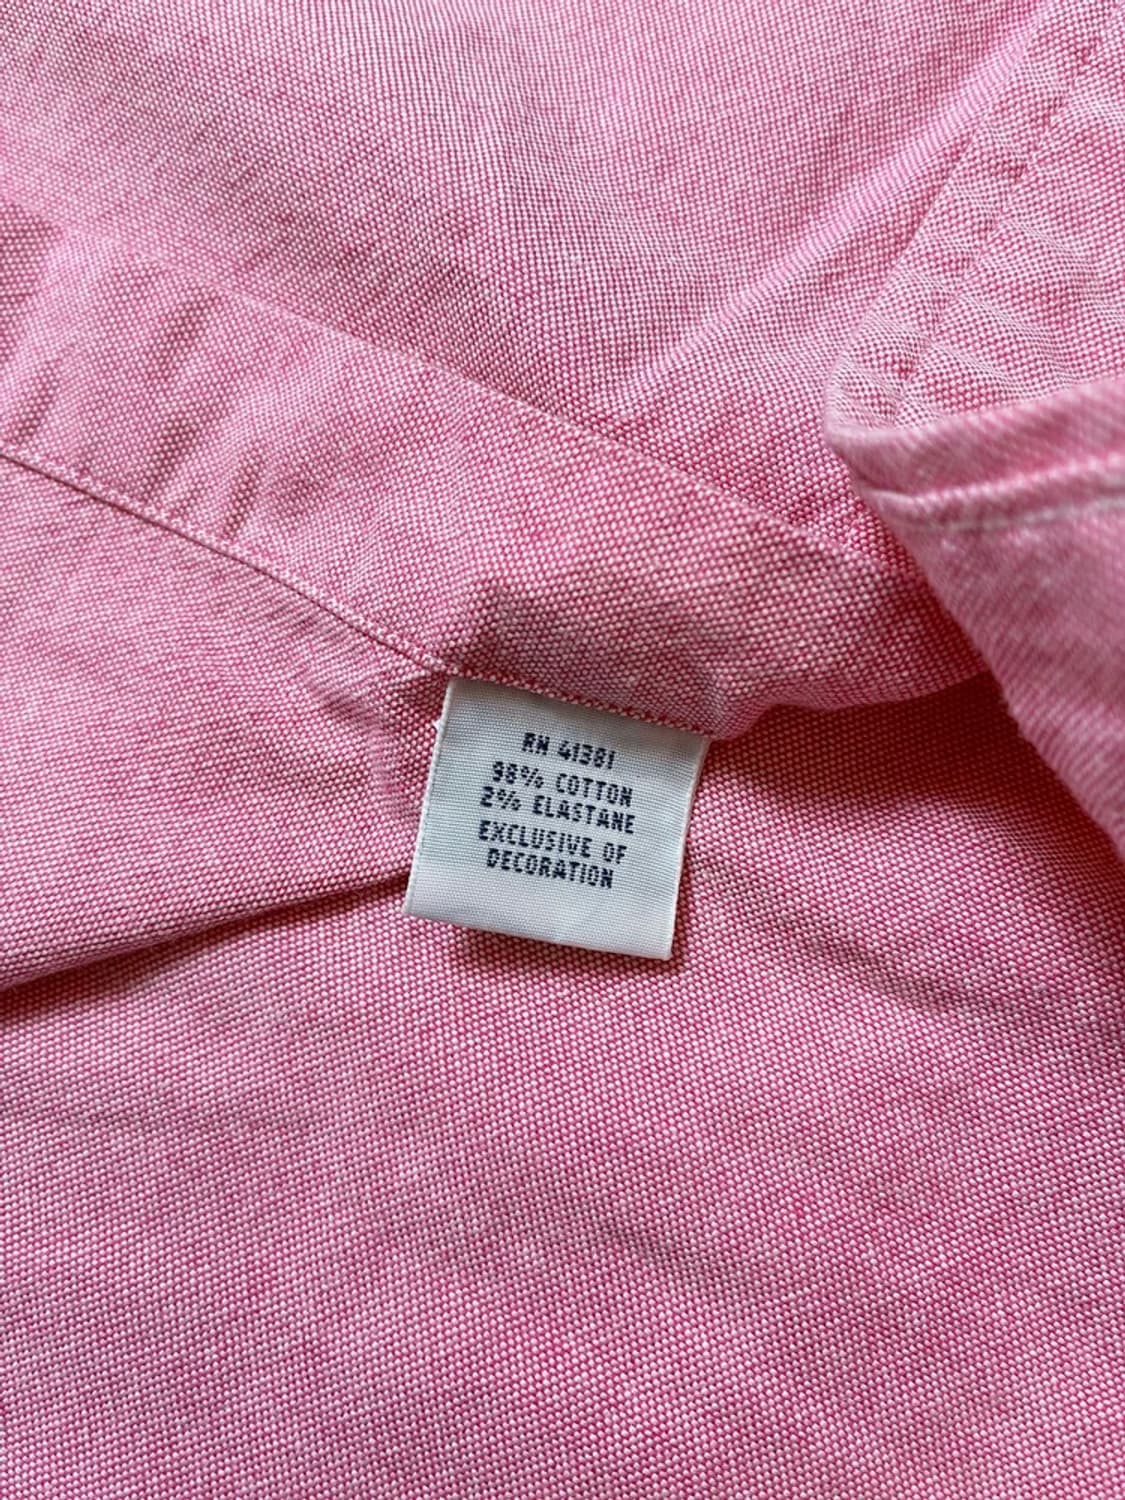 RN 41381
98% COTTON
2% ELASTANE
EXCLUSIVE OF
DECORATION